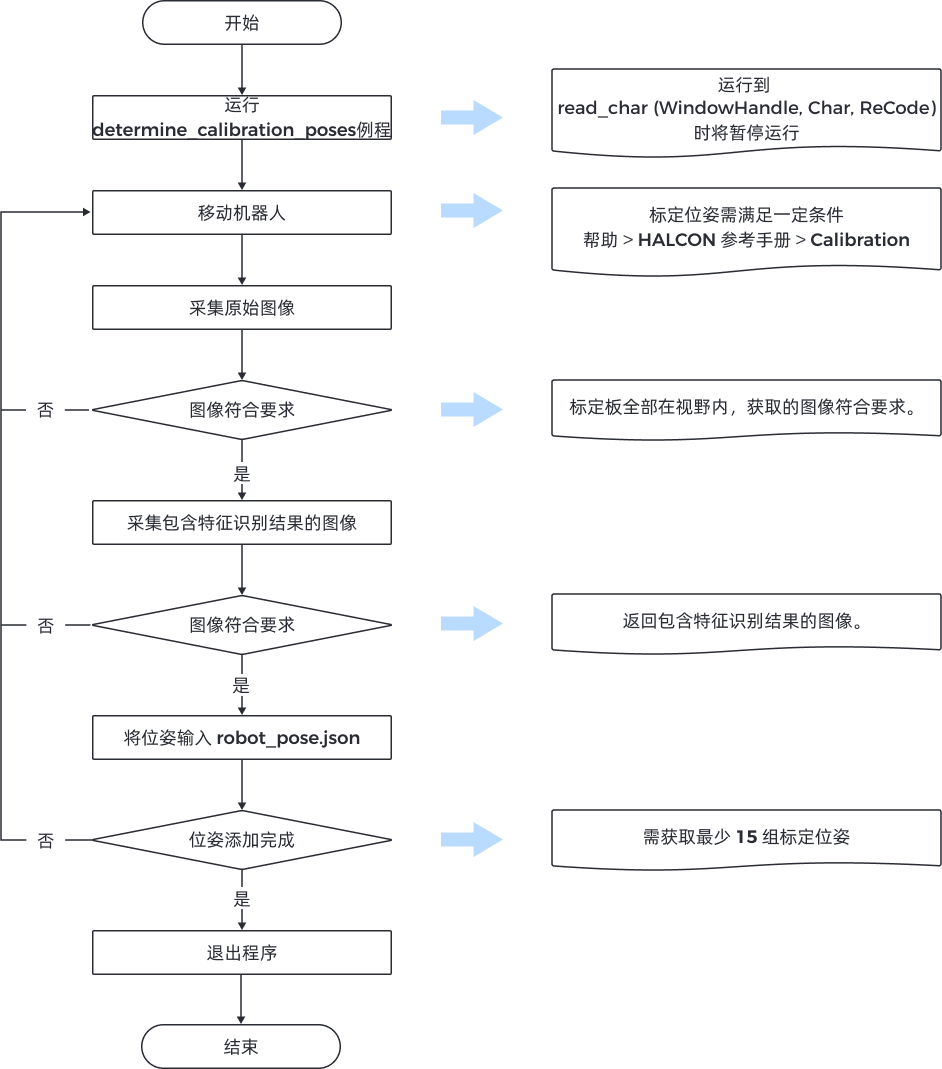 开始
运行
determine_calibration_poses例程
运行到
read_char (WindowHandle, Char, ReCode)
时将暂停运行
移动机器人
标定位姿需满足一定条件
帮助 > HALCON 参考手册 > Calibration
采集原始图像
否
图像符合要求
标定板全部在视野内，获取的图像符合要求。
是
采集包含特征识别结果的图像
否
图像符合要求
返回包含特征识别结果的图像。
是
将位姿输入 robot_pose.json
否
位姿添加完成
需获取最少 15 组标定位姿
是
退出程序
结束